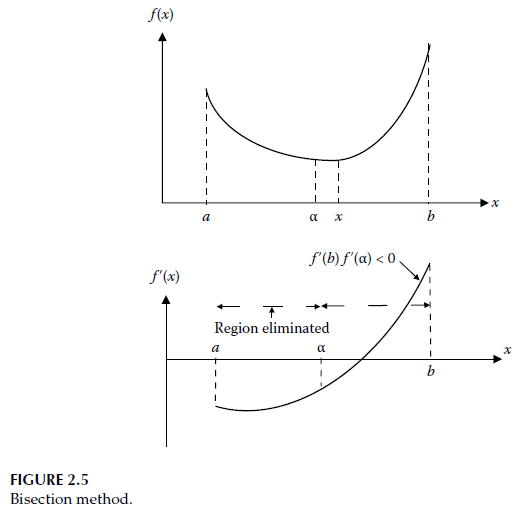 f(x)
a
α
x
b
x
f′(b) f′(α) < 0
f′(x)
Region eliminated
a
α
b
x
FIGURE 2.5
Bisection method.